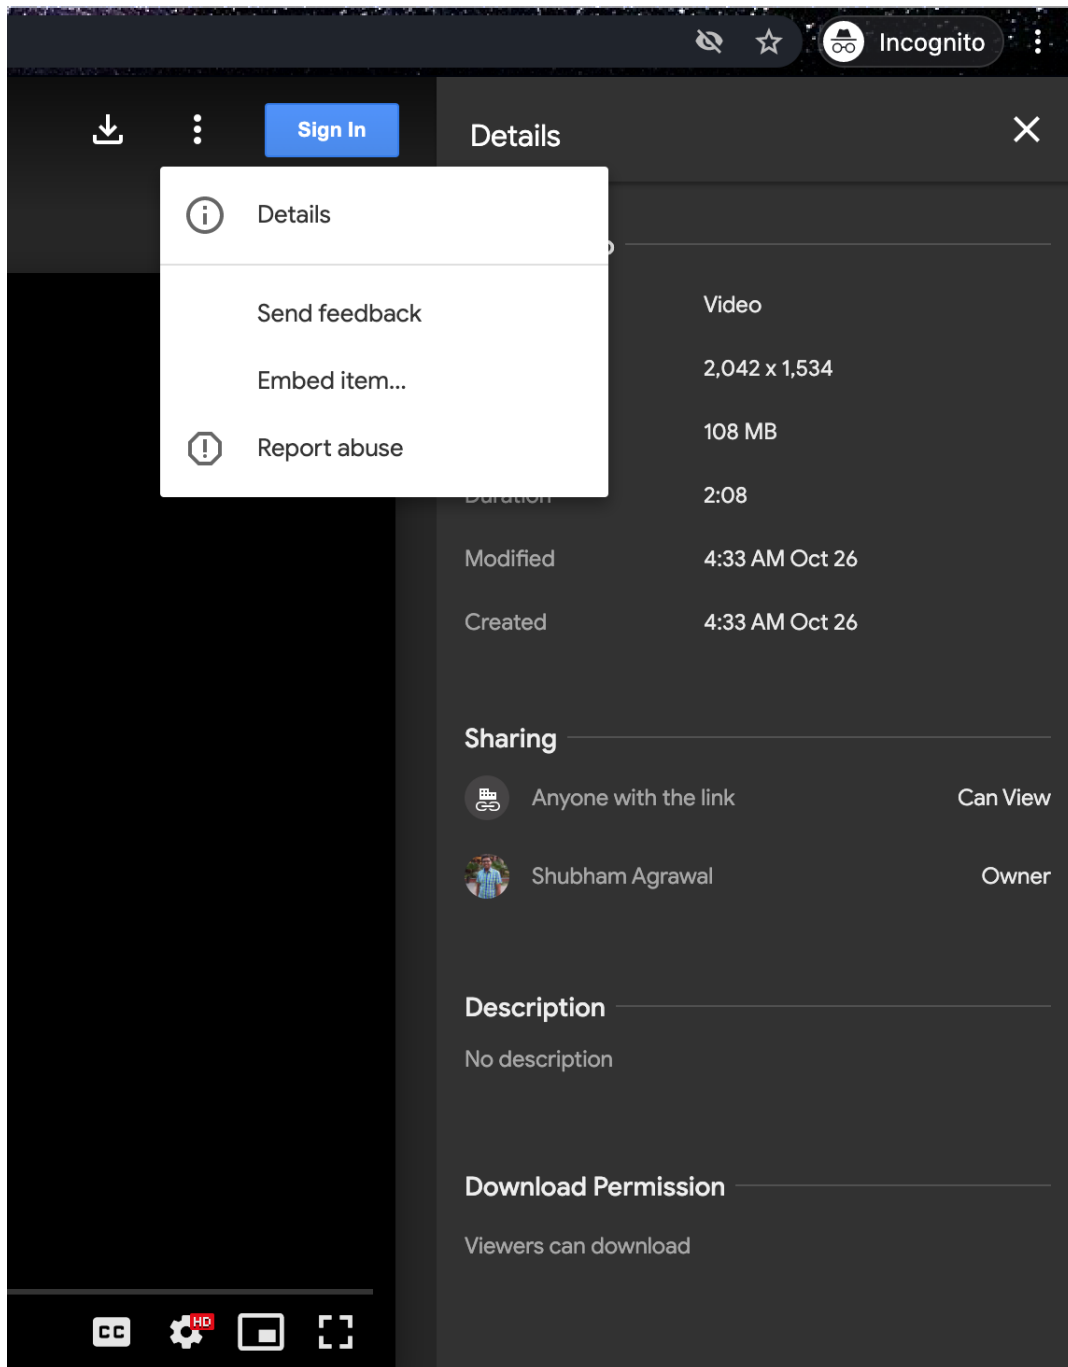 Incognito
Sign In
Details
Details
Send feedback
Embed item...
Report abuse
Video
2,042 x 1,534
108 MB
Duration 2:08
Modified 4:33 AM Oct 26
Created 4:33 AM Oct 26
Sharing
Anyone with the link Can View
Shubham Agrawal Owner
Description
No description
Download Permission
Viewers can download
CC HD